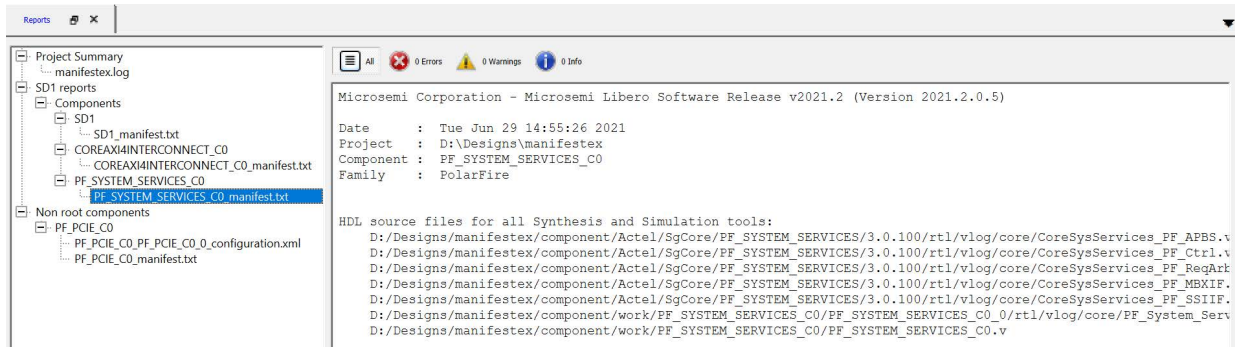 Reports
Project Summary
manifestex.log
SD1 reports
Components
SD1
SD1_manifest.txt
COREAXI4INTERCONNECT_C0
COREAXI4INTERCONNECT_C0_manifest.txt
PF_SYSTEM_SERVICES_C0
PF_SYSTEM_SERVICES_C0_manifest.txt
Non root components
PF_PCIE_C0
PF_PCIE_C0_PF_PCIE_C0_0_configuration.xml
PF_PCIE_C0_manifest.txt
All 0 Errors 0 Warnings 0 Info
Microsemi Corporation - Microsemi Libero Software Release v2021.2 (Version 2021.2.0.5)
Date : Tue Jun 29 14:55:26 2021
Project : D:\Designs\manifestex
Component : PF_SYSTEM_SERVICES_C0
Family : PolarFire
HDL source files for all Synthesis and Simulation tools:
D:/Designs/manifestex/component/Actel/SgCore/PF_SYSTEM_SERVICES/3.0.100/rtl/vlog/core/CoreSysServices_PF_APBS.v
D:/Designs/manifestex/component/Actel/SgCore/PF_SYSTEM_SERVICES/3.0.100/rtl/vlog/core/CoreSysServices_PF_Ctrl.v
D:/Designs/manifestex/component/Actel/SgCore/PF_SYSTEM_SERVICES/3.0.100/rtl/vlog/core/CoreSysServices_PF_ReqArb
D:/Designs/manifestex/component/Actel/SgCore/PF_SYSTEM_SERVICES/3.0.100/rtl/vlog/core/CoreSysServices_PF_MBXIF.
D:/Designs/manifestex/component/Actel/SgCore/PF_SYSTEM_SERVICES/3.0.100/rtl/vlog/core/CoreSysServices_PF_SSIIF.
D:/Designs/manifestex/component/work/PF_SYSTEM_SERVICES_C0/PF_SYSTEM_SERVICES_C0_0/rtl/vlog/core/PF_System_Serv
D:/Designs/manifestex/component/work/PF_SYSTEM_SERVICES_C0/PF_SYSTEM_SERVICES_C0.v